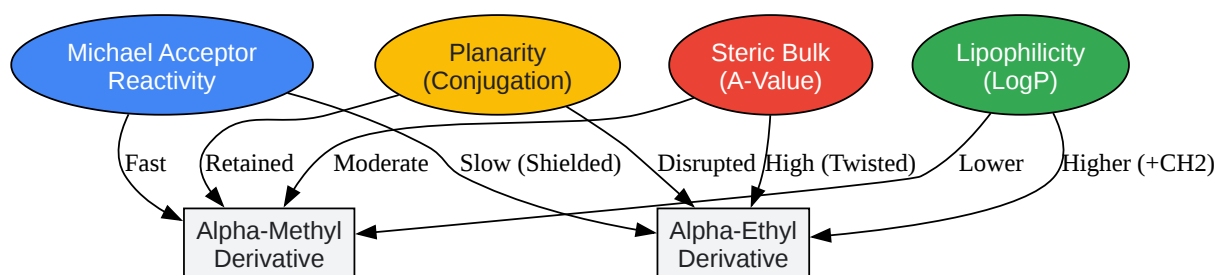 Michael Acceptor
Reactivity
Planarity
(Conjugation)
Steric Bulk
(A-Value)
Lipophilicity
(LogP)
Fast
Retained
Moderate
Slow (Shielded)
Disrupted
High (Twisted)
Lower
Higher (+CH2)
Alpha-Methyl
Derivative
Alpha-Ethyl
Derivative